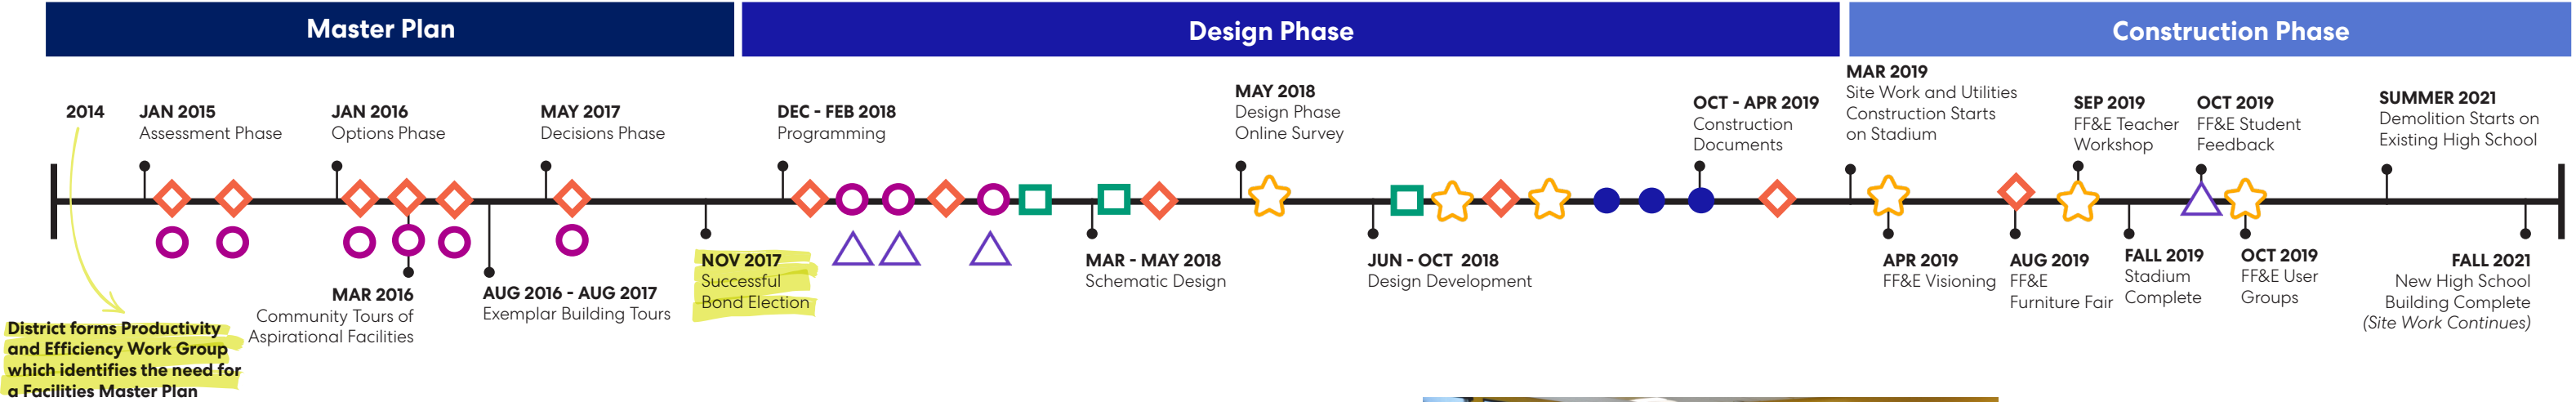 Master Plan
Design Phase
Construction Phase
2014
District forms Productivity
and Efficiency Work Group
which identifies the need for
a Facilities Master Plan
JAN 2015
Assessment Phase
JAN 2016
Options Phase
MAR 2016
Community Tours of
Aspirational Facilities
AUG 2016 - AUG 2017
Exemplar Building Tours
MAY 2017
Decisions Phase
NOV 2017
Successful
Bond Election
DEC - FEB 2018
Programming
MAR - MAY 2018
Schematic Design
MAY 2018
Design Phase
Online Survey
JUN - OCT 2018
Design Development
OCT - APR 2019
Construction
Documents
MAR 2019
Site Work and Utilities
Construction Starts
on Stadium
APR 2019
FF&E Visioning
AUG 2019
FF&E
Furniture Fair
SEP 2019
FF&E Teacher
Workshop
FALL 2019
Stadium
Complete
OCT 2019
FF&E Student
Feedback
OCT 2019
FF&E User
Groups
SUMMER 2021
Demolition Starts on
Existing High School
FALL 2021
New High School
Building Complete
(Site Work Continues)